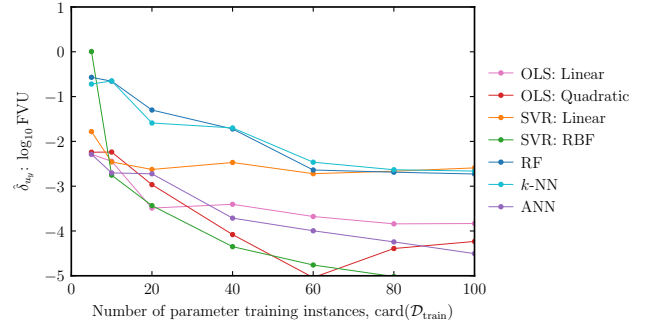 1
0
−1
−2
−3
−4
−5
0
20
40
60
80
100
δ̂_{u_y}: log₁₀ FVU
Number of parameter training instances, card(𝒟_train)
OLS: Linear
OLS: Quadratic
SVR: Linear
SVR: RBF
RF
k-NN
ANN